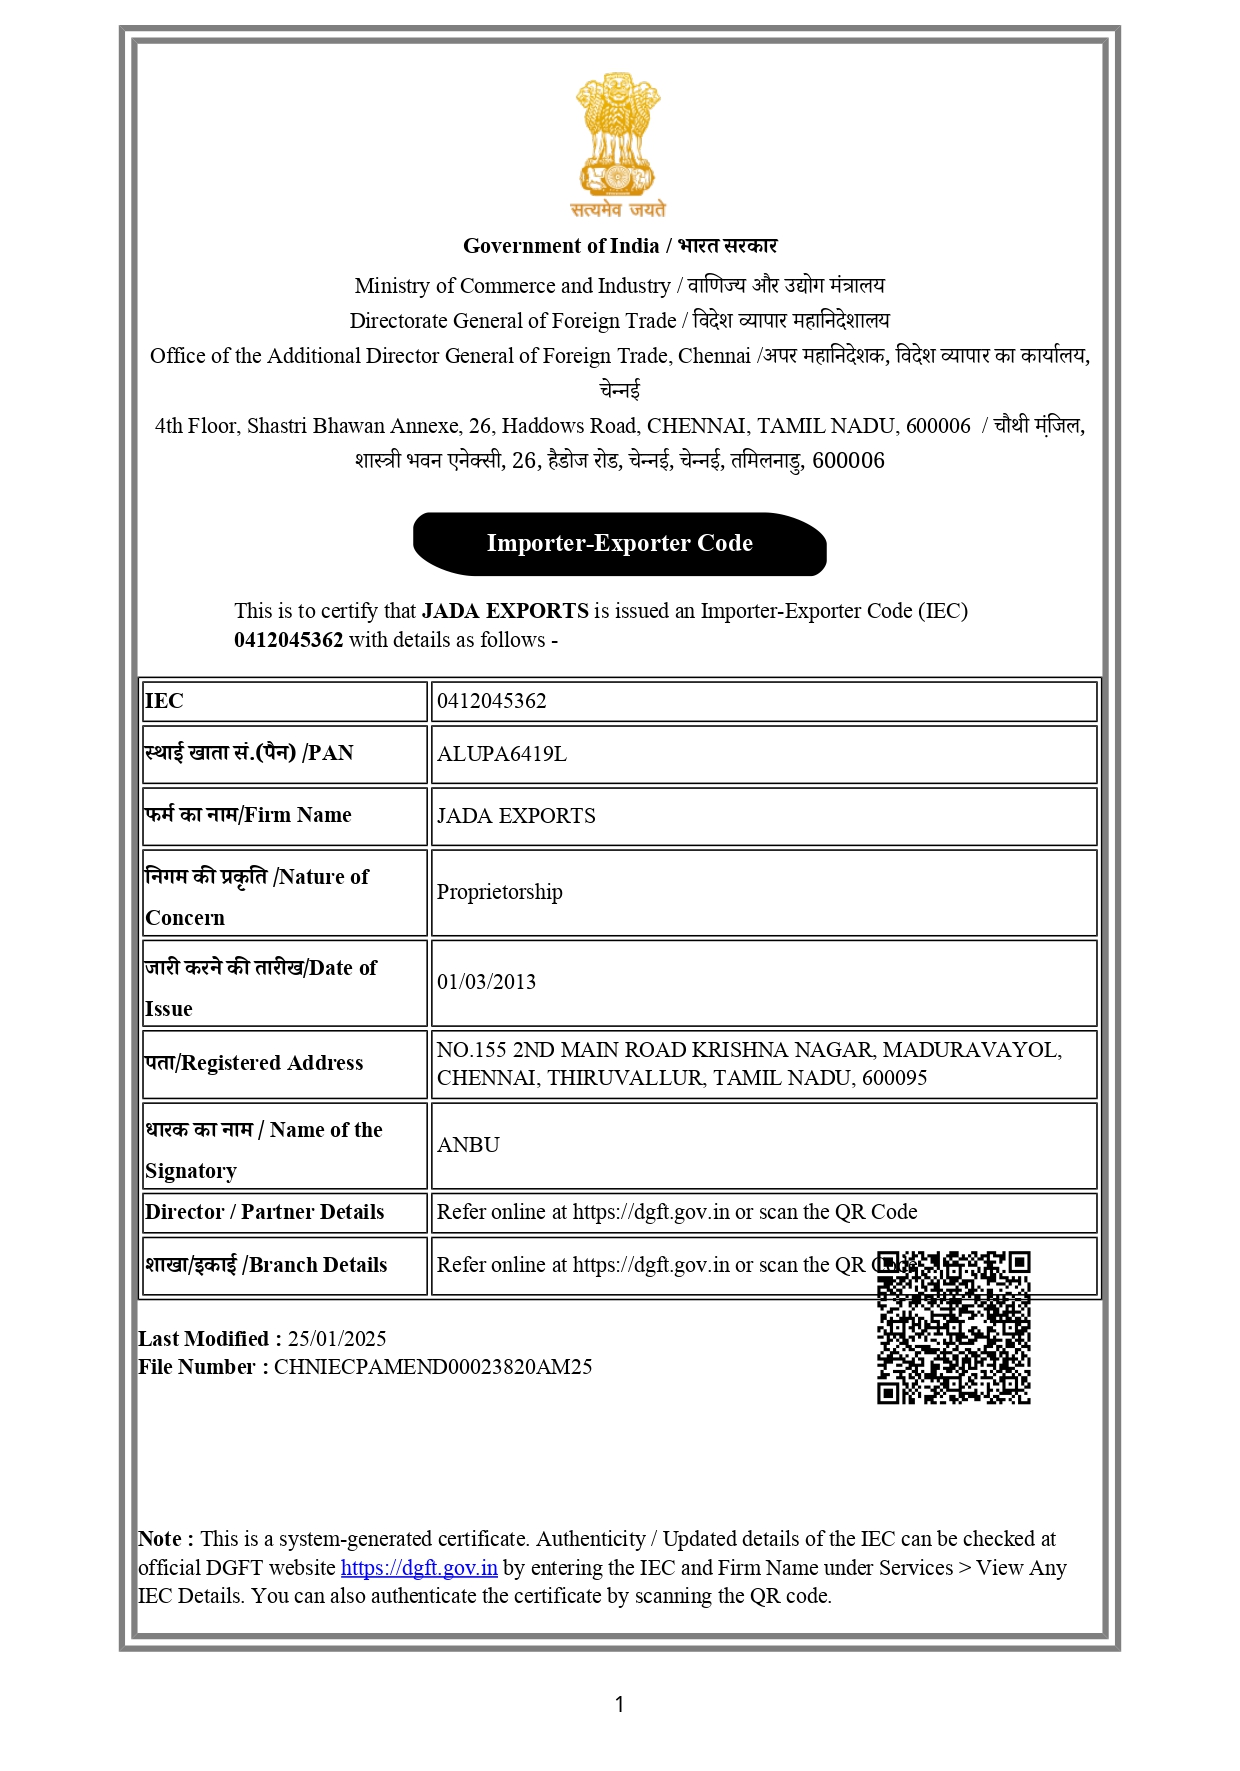 सत्यमेव जयते
Government of India / भारत सरकार
Ministry of Commerce and Industry / वाणिज्य और उद्योग मंत्रालय
Directorate General of Foreign Trade / विदेश व्यापार महानिदेशालय
Office of the Additional Director General of Foreign Trade, Chennai /अपर महानिदेशक, विदेश व्यापार का कार्यालय,
चेन्नई
4th Floor, Shastri Bhawan Annexe, 26, Haddows Road, CHENNAI, TAMIL NADU, 600006 / चौथी मंज़िल,
शास्त्री भवन एनेक्सी, 26, हैडोज रोड, चेन्नई, चेन्नई, तमिलनाडु, 600006
Importer-Exporter Code
This is to certify that JADA EXPORTS is issued an Importer-Exporter Code (IEC)
0412045362 with details as follows -
IEC 0412045362
स्थाई खाता सं.(पैन) /PAN ALUPA6419L
फर्म का नाम/Firm Name JADA EXPORTS
निगम की प्रकृति /Nature of
Concern
Proprietorship
जारी करने की तारीख/Date of
Issue
01/03/2013
पता/Registered Address
NO.155 2ND MAIN ROAD KRISHNA NAGAR, MADURAVAYOL,
CHENNAI, THIRUVALLUR, TAMIL NADU, 600095
धारक का नाम / Name of the
Signatory
ANBU
Director / Partner Details Refer online at https://dgft.gov.in or scan the QR Code
शाखा/इकाई /Branch Details Refer online at https://dgft.gov.in or scan the QR Code
Last Modified : 25/01/2025
File Number : CHNIECPAMEND00023820AM25
Note : This is a system-generated certificate. Authenticity / Updated details of the IEC can be checked at
official DGFT website https://dgft.gov.in by entering the IEC and Firm Name under Services > View Any
IEC Details. You can also authenticate the certificate by scanning the QR code.
1